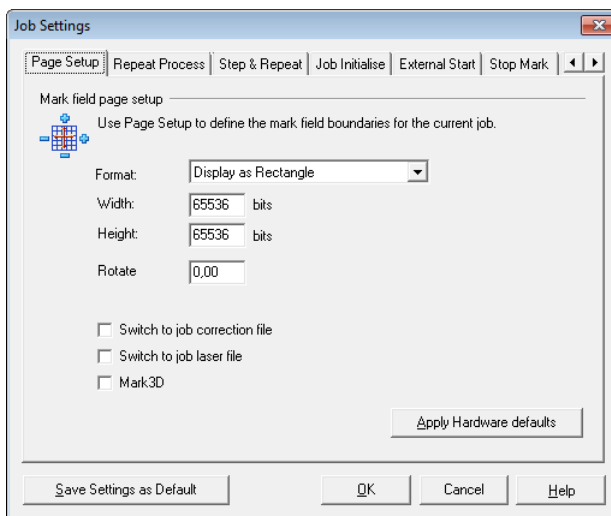 Job Settings
Page Setup Repeat Process Step & Repeat Job Initialise External Start Stop Mark
Mark field page setup
Use Page Setup to define the mark field boundaries for the current job.
Format: Display as Rectangle
Width: 65536 bits
Height: 65536 bits
Rotate 0,00
Switch to job correction file
Switch to job laser file
Mark3D
Apply Hardware defaults
Save Settings as Default OK Cancel Help